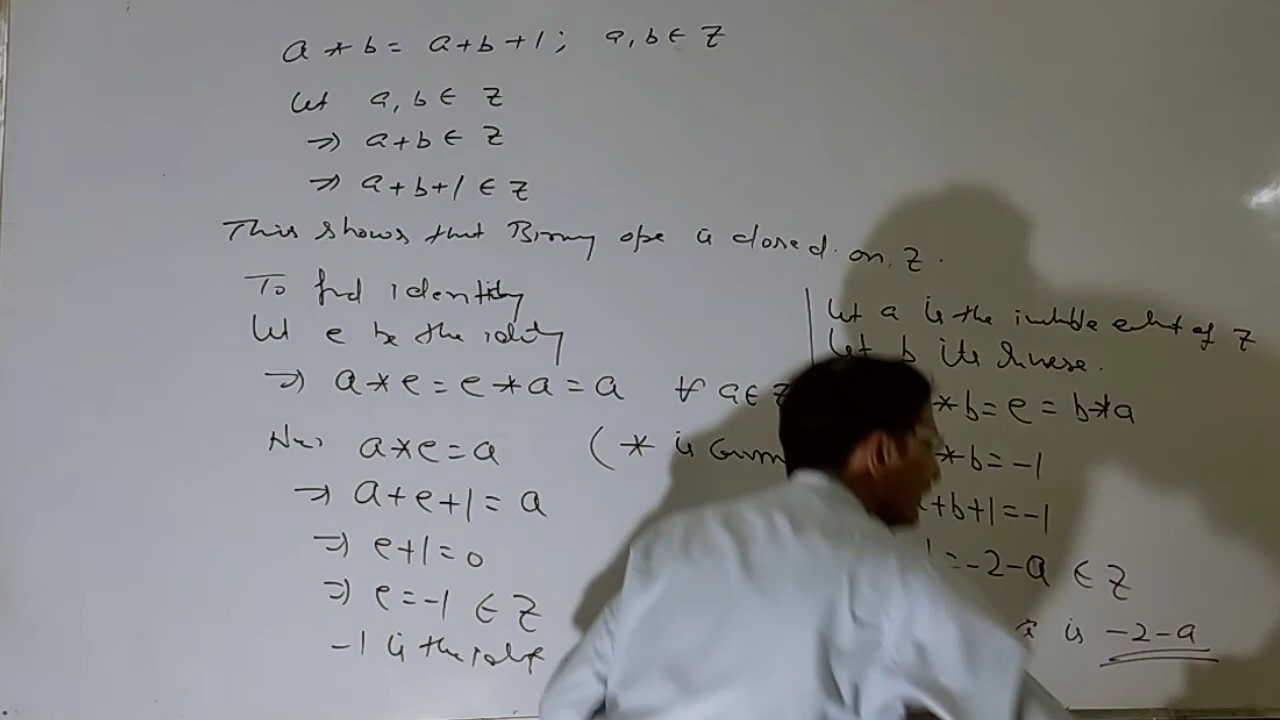 a * b = a+b+1; a, b ∈ Z
Let a, b ∈ Z
⇒ a+b ∈ Z
⇒ a+b+1 ∈ Z
This shows that Binary ope is closed on Z.
To find identity
Let e be the identity
⇒ a*e = e*a = a ∀ a ∈ Z
Now a*e = a (* is Comm
⇒ a+e+1 = a
⇒ e+1 = 0
⇒ e = -1 ∈ Z
-1 is the
Let a is the invertible element of Z
Let b its inverse.
*b = e = b*a
*b = -1
+b+1 = -1
= -2-a ∈ Z
is -2-a